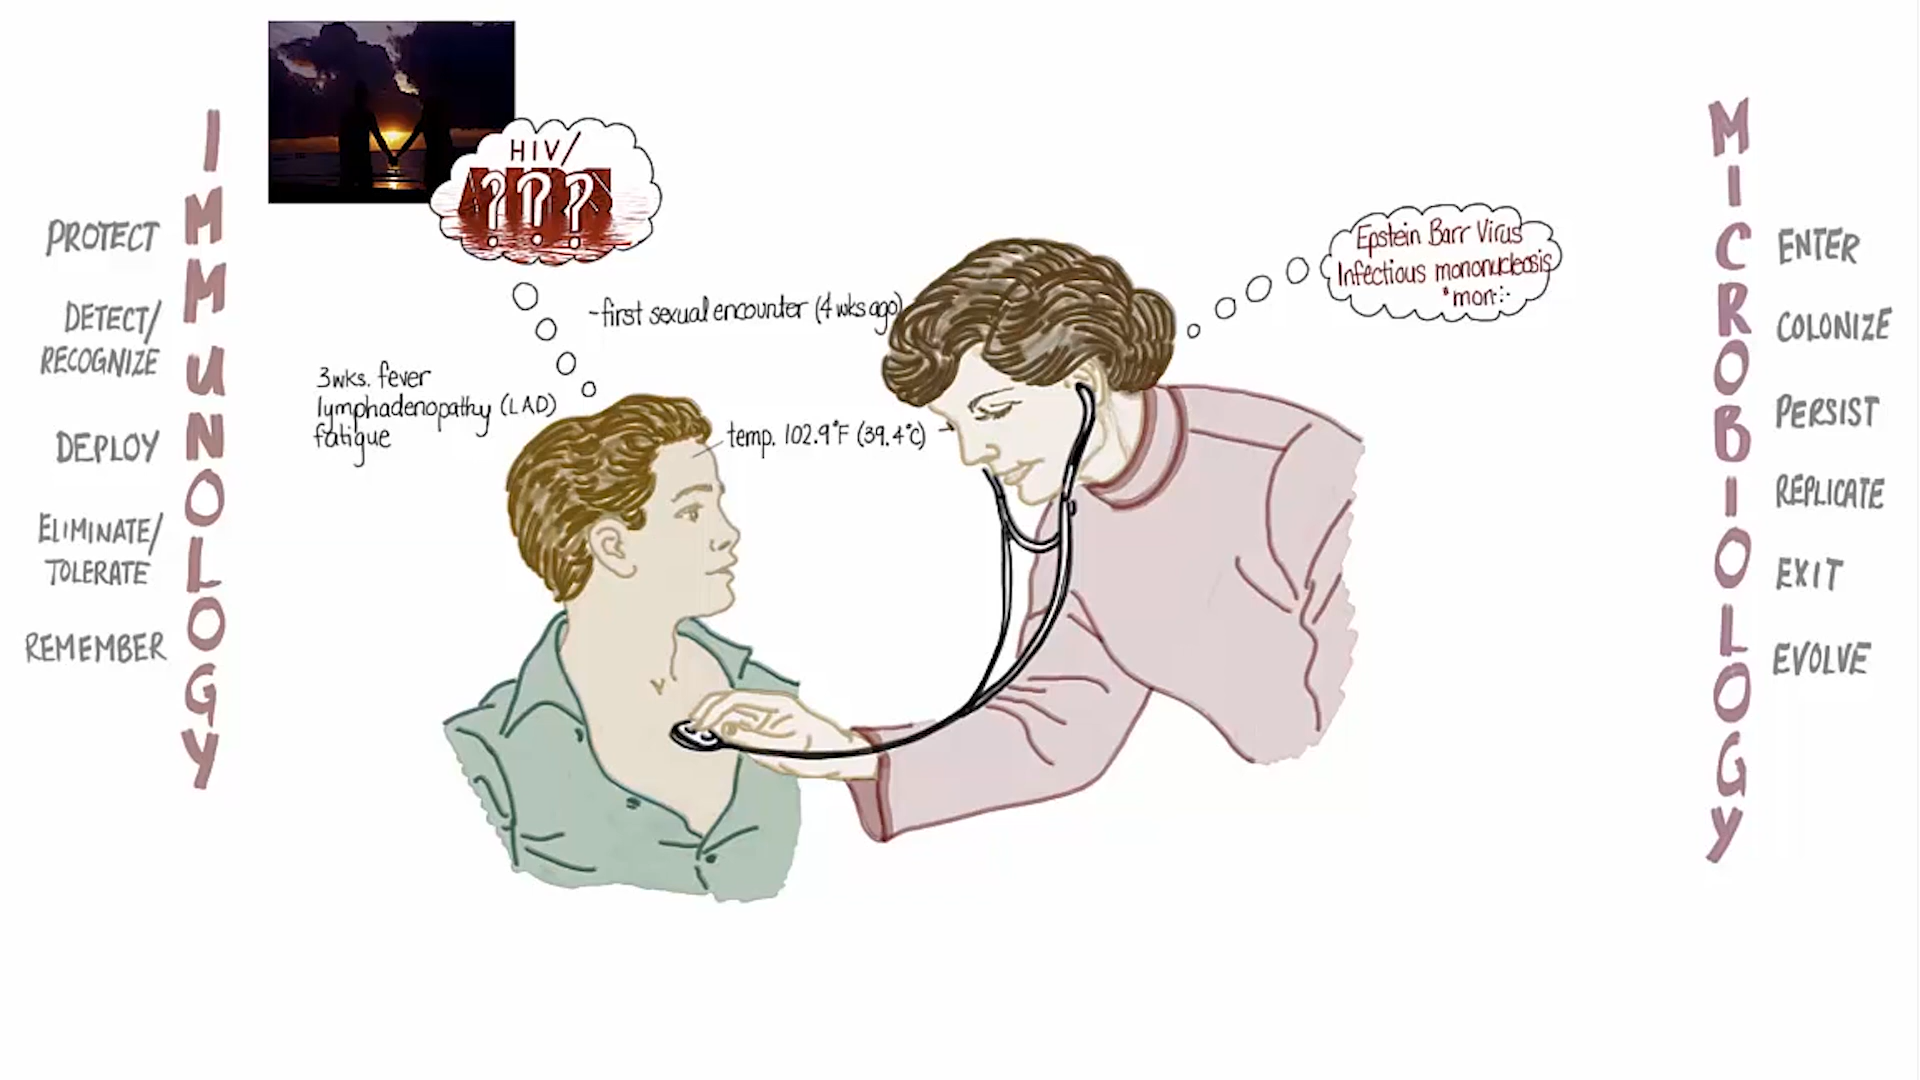 IMMUNOLOGY
PROTECT
DETECT/
RECOGNIZE
DEPLOY
ELIMINATE/
TOLERATE
REMEMBER
HIV/
???
-first sexual encounter (4 wks ago)
3wks. fever
lymphadenopathy (LAD)
fatigue
temp. 102.9°F (39.4°c)
Epstein Barr Virus
Infectious mononucleosis
MICROBIOLOGY
ENTER
COLONIZE
PERSIST
REPLICATE
EXIT
EVOLVE